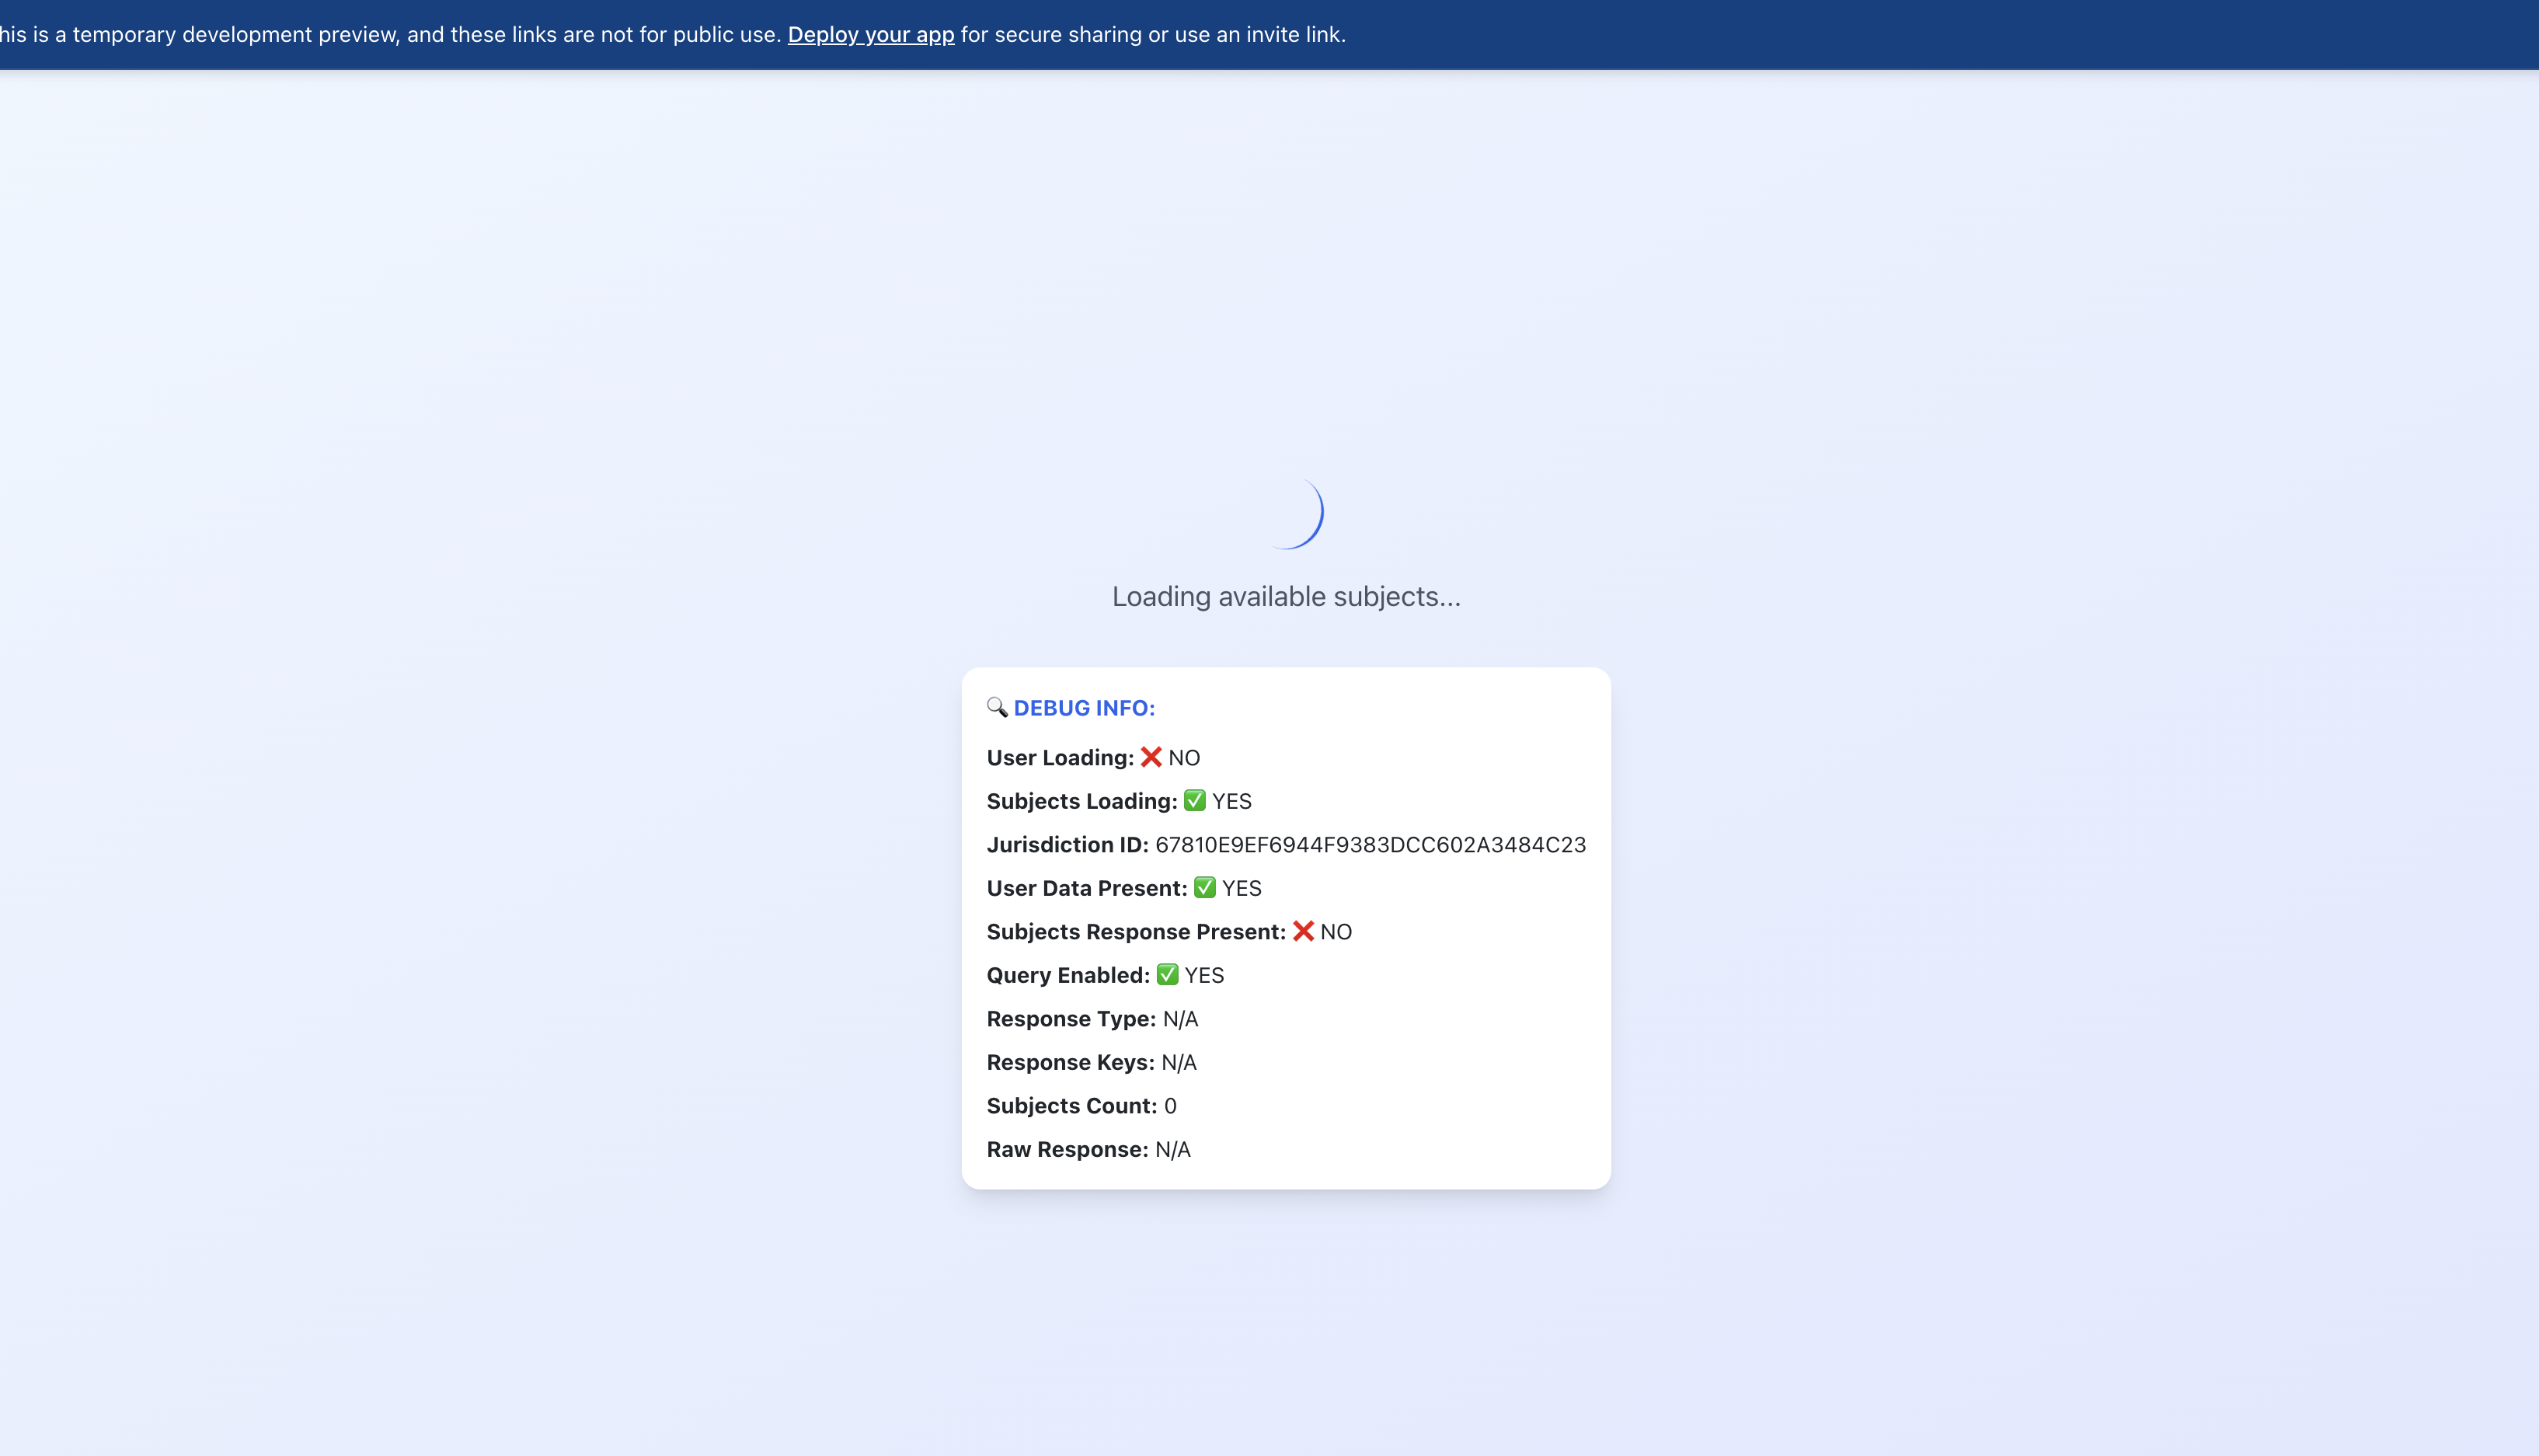 his is a temporary development preview, and these links are not for public use. Deploy your app for secure sharing or use an invite link.
Loading available subjects...
🔍 DEBUG INFO:
User Loading: ❌ NO
Subjects Loading: ✅ YES
Jurisdiction ID: 67810E9EF6944F9383DCC602A3484C23
User Data Present: ✅ YES
Subjects Response Present: ❌ NO
Query Enabled: ✅ YES
Response Type: N/A
Response Keys: N/A
Subjects Count: 0
Raw Response: N/A